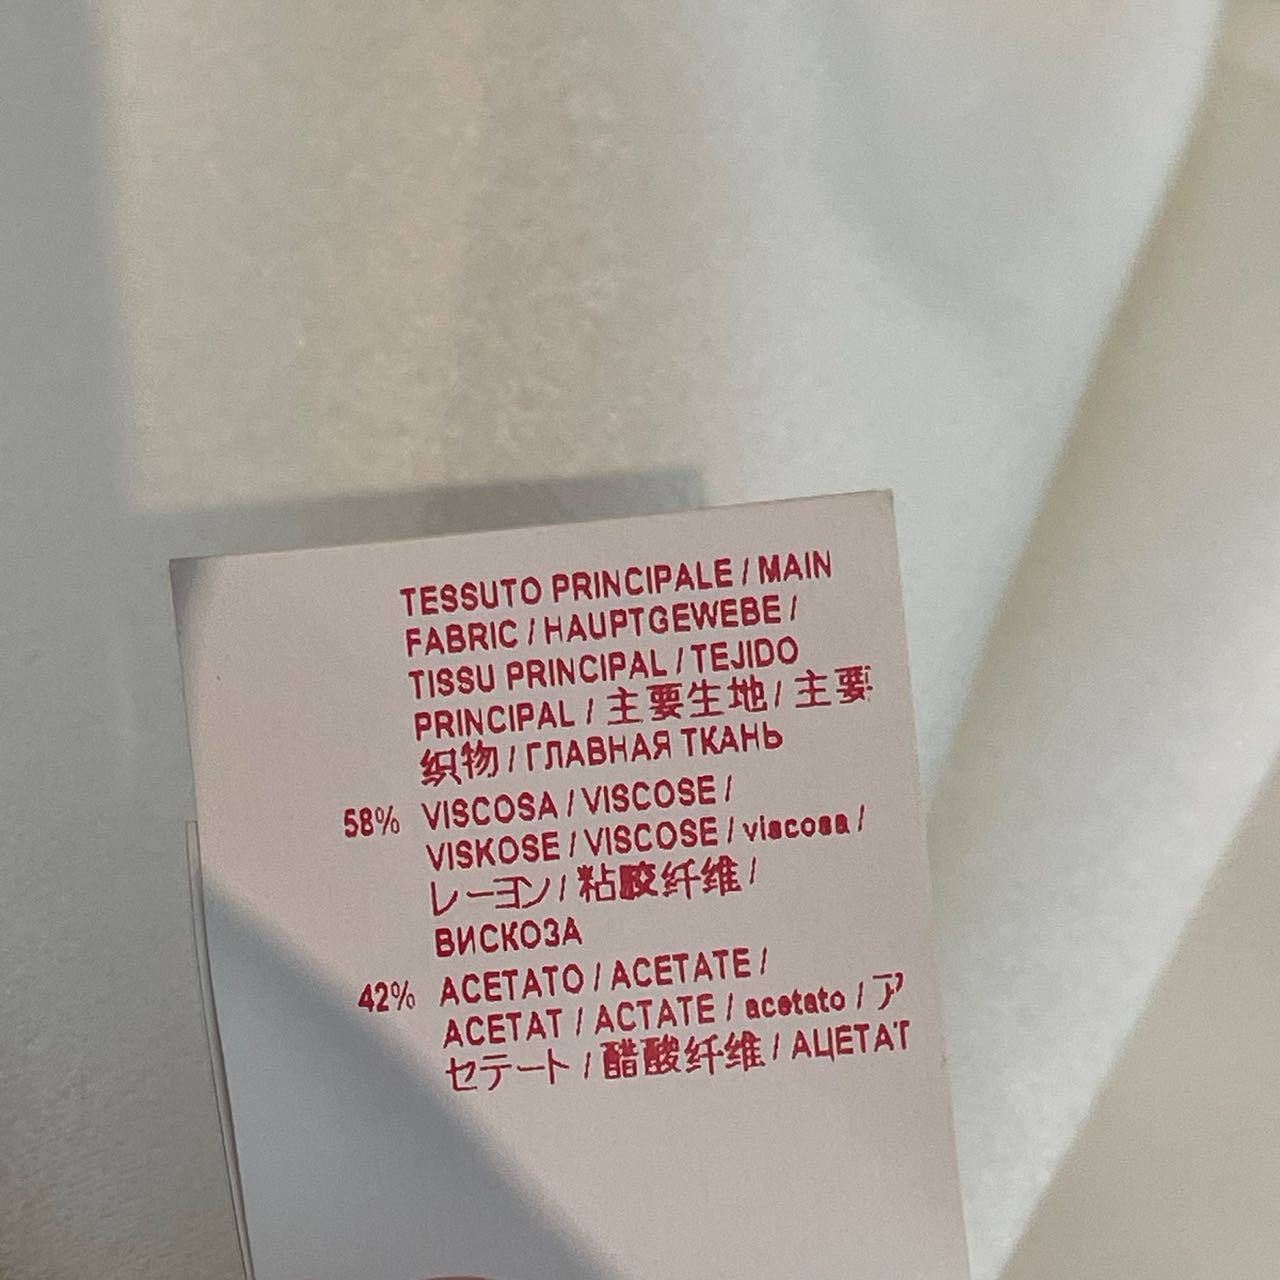 TESSUTO PRINCIPALE / MAIN
FABRIC / HAUPTGEWEBE /
TISSU PRINCIPAL / TEJIDO
PRINCIPAL / 主要生地 / 主要
织物 / ГЛАВНАЯ ТКАНЬ
58% VISCOSA / VISCOSE /
VISKOSE / VISCOSE / viscosa /
レーヨン / 粘胶纤维 /
ВИСКОЗА
42% ACETATO / ACETATE /
ACETAT / ACTATE / acetato / ア
セテート / 醋酸纤维 / АЦЕТАТ